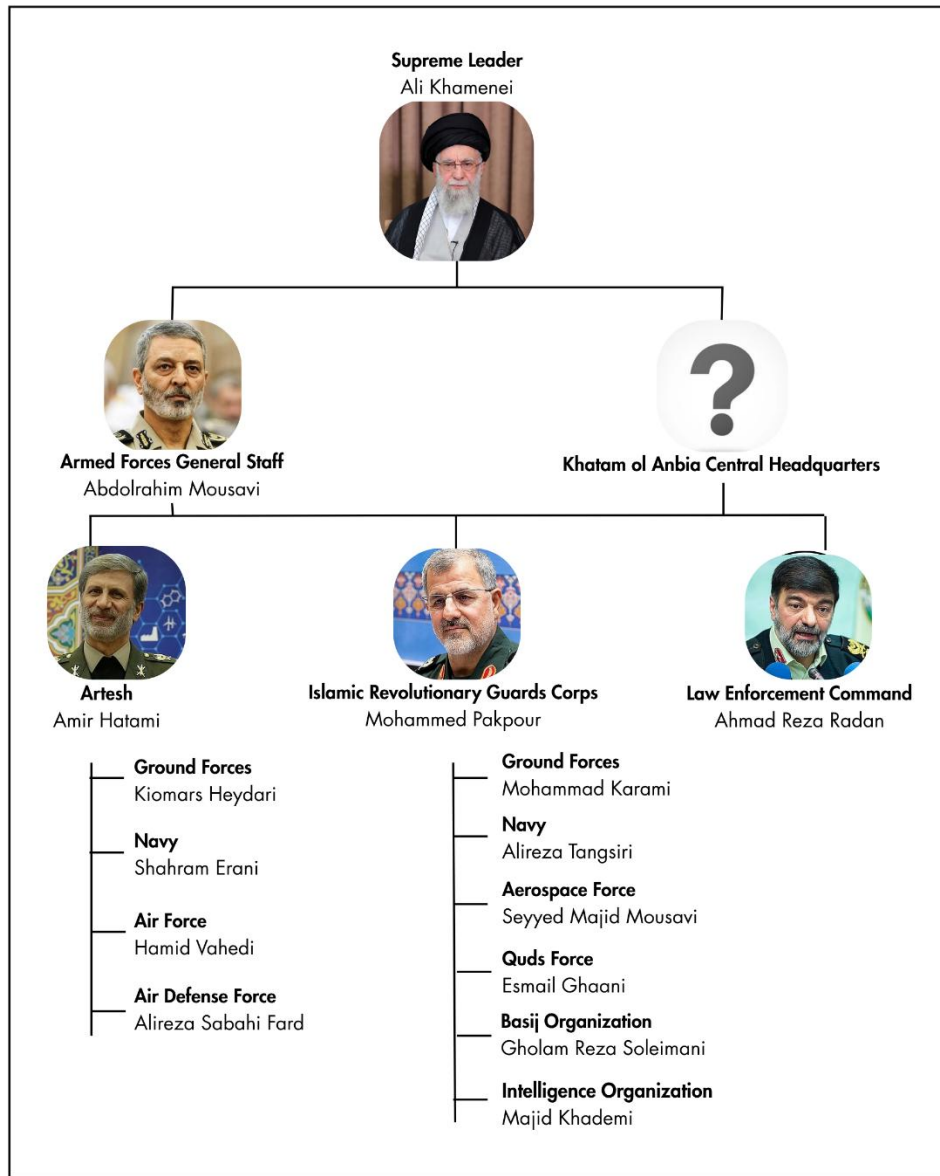 Supreme Leader
Ali Khamenei
Armed Forces General Staff
Abdolrahim Mousavi
?
Khatam ol Anbia Central Headquarters
Artesh
Amir Hatami
Islamic Revolutionary Guards Corps
Mohammed Pakpour
Law Enforcement Command
Ahmad Reza Radan
Ground Forces
Kiomars Heydari
Navy
Shahram Erani
Air Force
Hamid Vahedi
Air Defense Force
Alireza Sabahi Fard
Ground Forces
Mohammad Karami
Navy
Alireza Tangsiri
Aerospace Force
Seyyed Majid Mousavi
Quds Force
Esmail Ghaani
Basij Organization
Gholam Reza Soleimani
Intelligence Organization
Majid Khademi